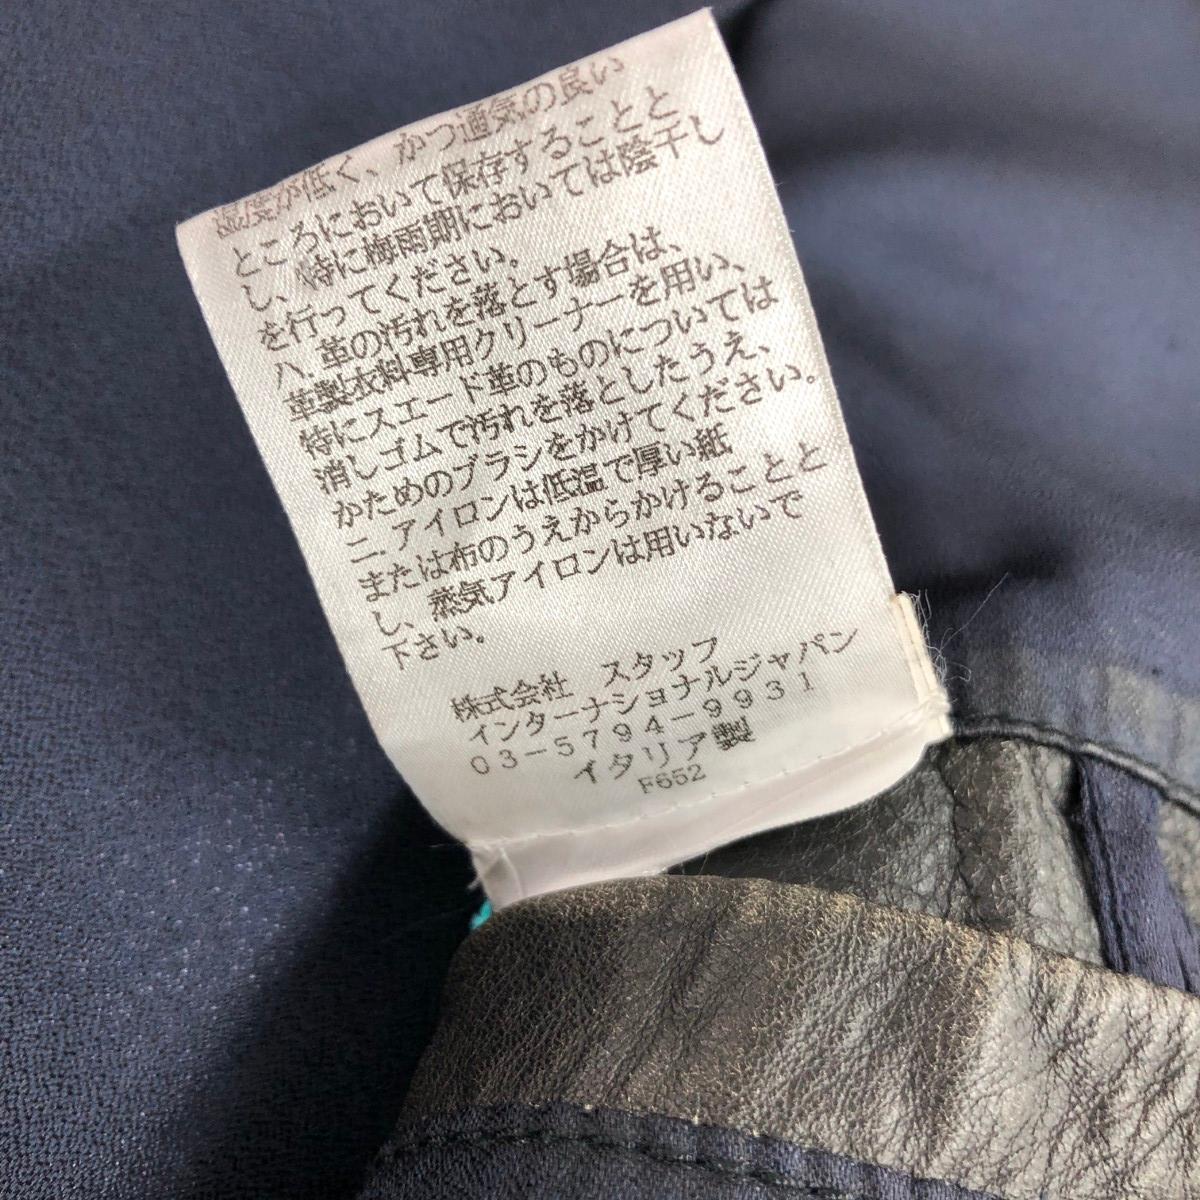 湿度が低く、かつ通気の良い
ところにおいて保存することと
し、特に梅雨期においては陰干し
を行ってください。
ハ.革の汚れを落とす場合は、
革製衣料専用クリーナーを用い、
特にスエード革のものについては
消しゴムで汚れを落としたうえ、
かためのブラシをかけてください。
ニ.アイロンは低温で厚い紙
または布のうえからかけることと
し、蒸気アイロンは用いないで
下さい。
株式会社 スタッフ
インターナショナルジャパン
03-5794-9931
イタリア製
F652